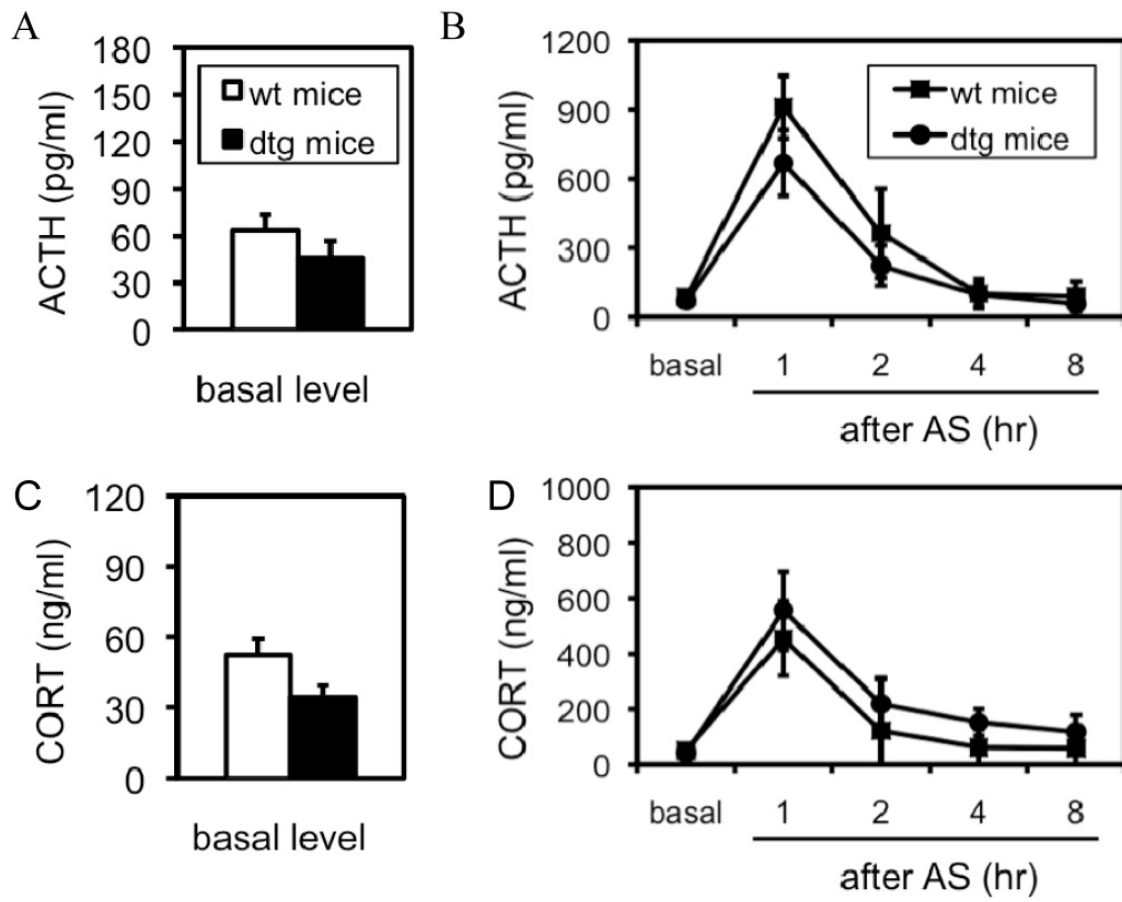 A
ACTH (pg/ml)
180
150
120
90
60
30
0
wt mice
dtg mice
basal level
B
ACTH (pg/ml)
1200
900
600
300
0
wt mice
dtg mice
basal 1 2 4 8
after AS (hr)
C
CORT (ng/ml)
120
90
60
30
0
basal level
D
CORT (ng/ml)
1000
800
600
400
200
0
basal 1 2 4 8
after AS (hr)